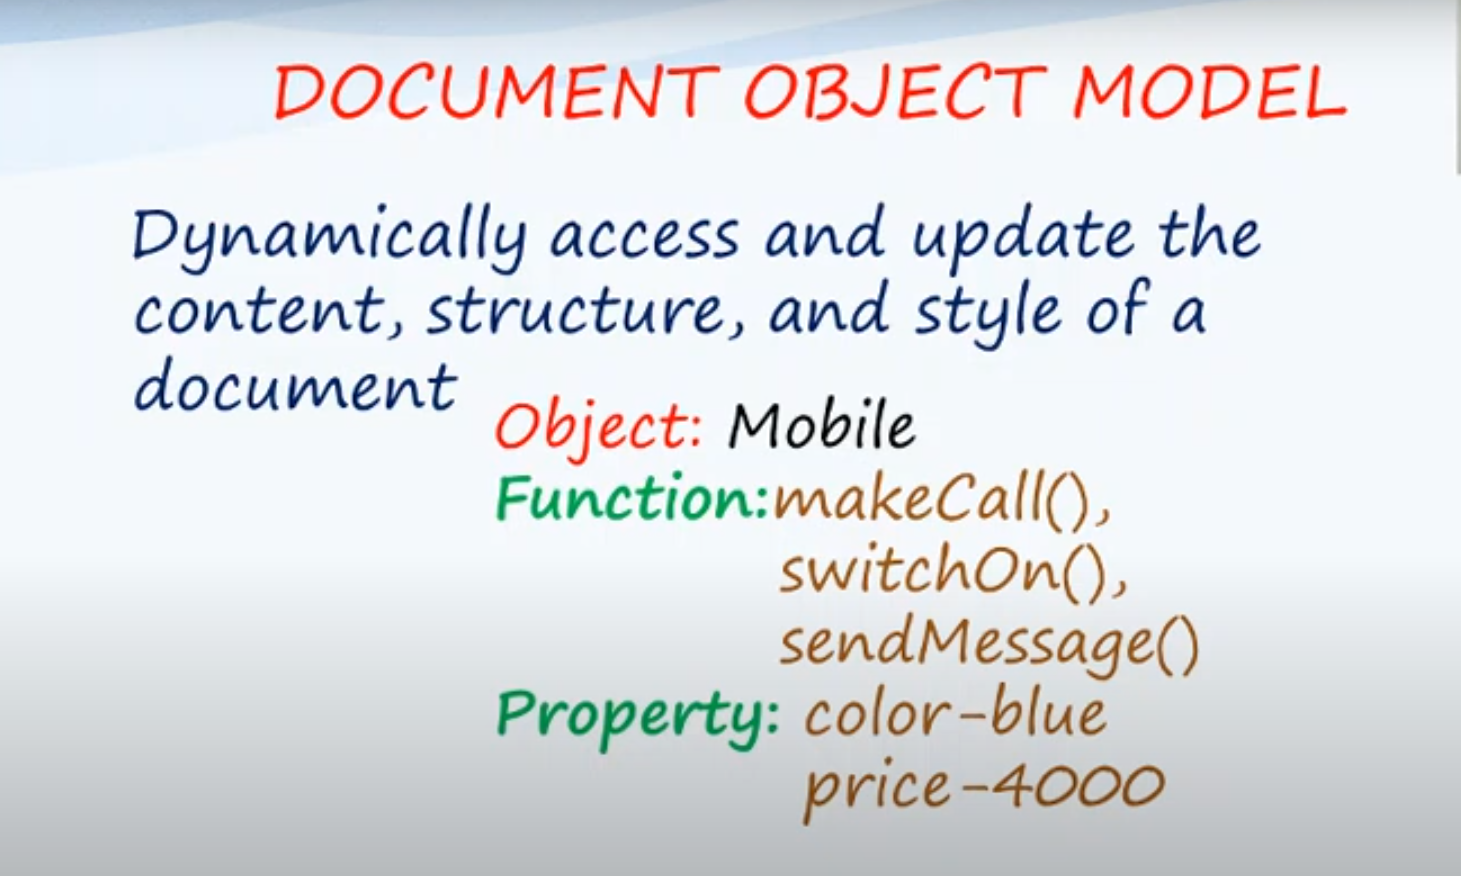 DOCUMENT OBJECT MODEL
Dynamically access and update the
content, structure, and style of a
document
Object: Mobile
Function:makeCall(),
switchOn(),
sendMessage()
Property: color-blue
price-4000